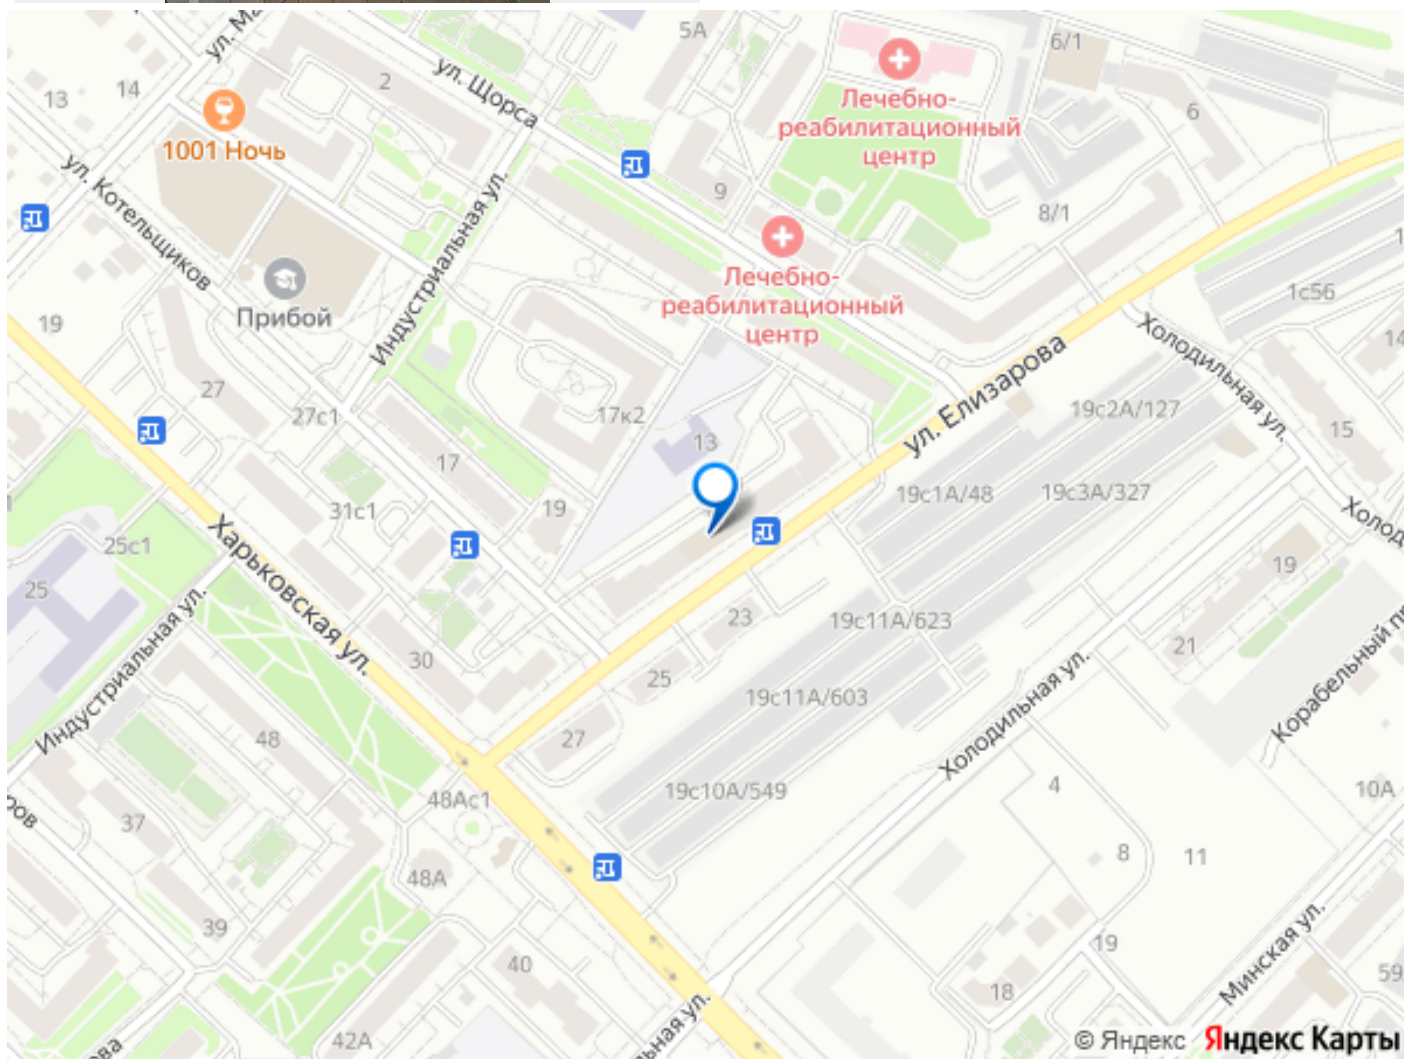 5А
6/1
ул. Щорса
2
14
13
1001 Ночь
Лечебно-
реабилитационный
центр
6
9
8/1
ул. Котельщиков
Индустриальная ул.
Прибой
Лечебно-
реабилитационный
центр
1с56
19
Холодильная ул.
14
27
27с1
17к2
ул. Елизарова
19с2А/127
15
13
17
19с1А/48
19с3А/327
31с1
19
25с1
Харьковская ул.
25
19
23
19с11А/623
Индустриальная ул.
30
21
25
19с11А/603
Холодильная ул.
48
27
19с10А/549
4
10А
48Ас1
37
8
11
48А
39
19
Минская ул.
40
18
59
42А
© Яндекс Яндекс Карты